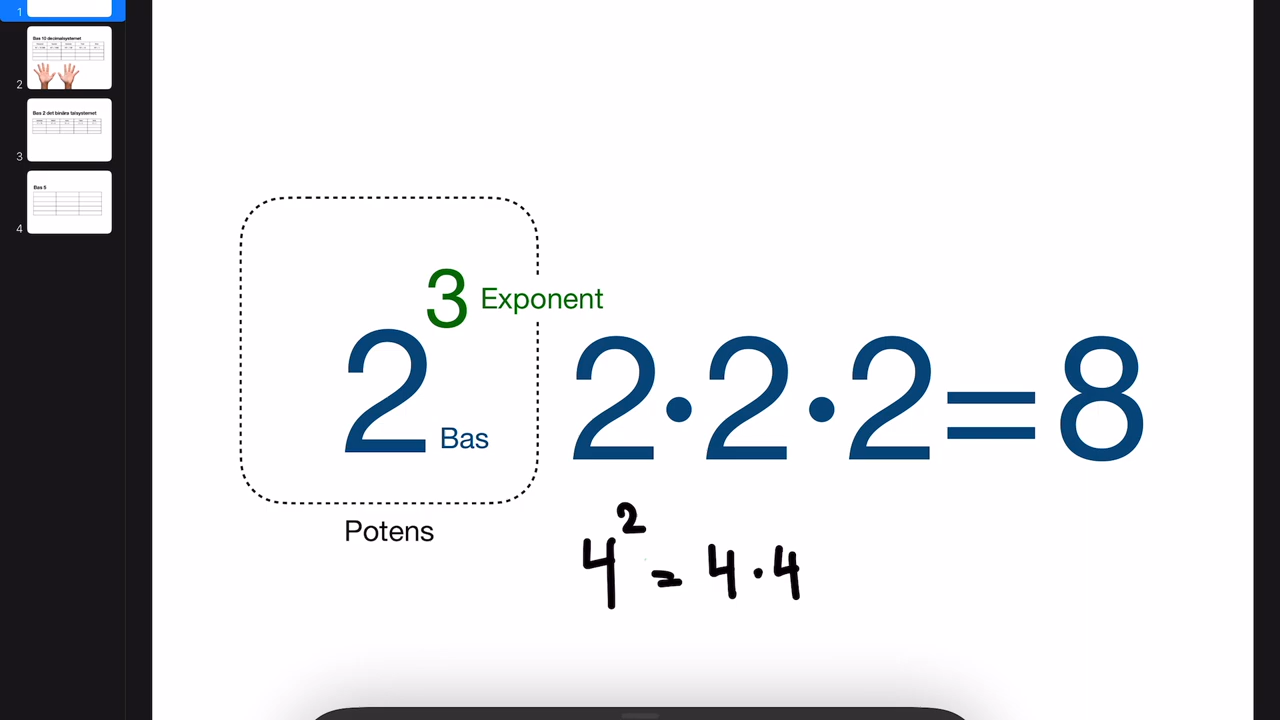 1
Bas 10 decimalsystemet
2
Bas 2 det binära talsystemet
3
Bas 5
4
3 Exponent
2 Bas
2·2·2=8
Potens
4² = 4·4